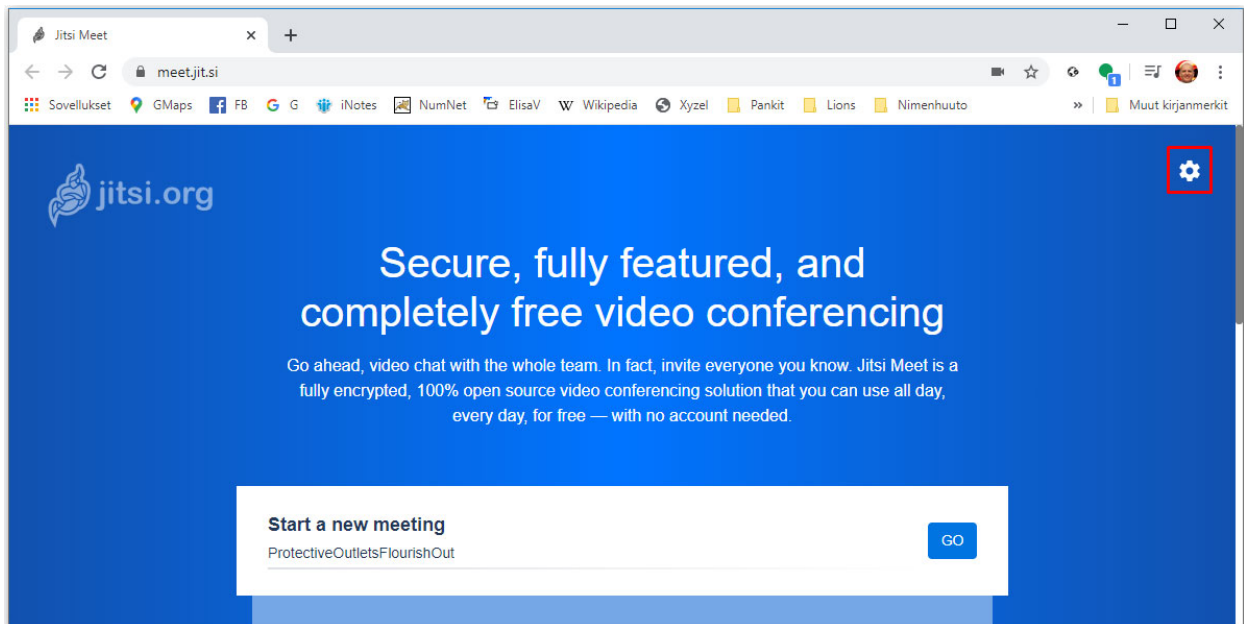 Jitsi Meet
meet.jit.si
Sovellukset GMaps FB G iNotes NumNet ElisaV Wikipedia Xyzel Pankit Lions Nimenhuuto » Muut kirjanmerkit
1
jitsi.org
Secure, fully featured, and
completely free video conferencing
Go ahead, video chat with the whole team. In fact, invite everyone you know. Jitsi Meet is a
fully encrypted, 100% open source video conferencing solution that you can use all day,
every day, for free — with no account needed.
Start a new meeting
ProtectiveOutletsFlourishOut
GO